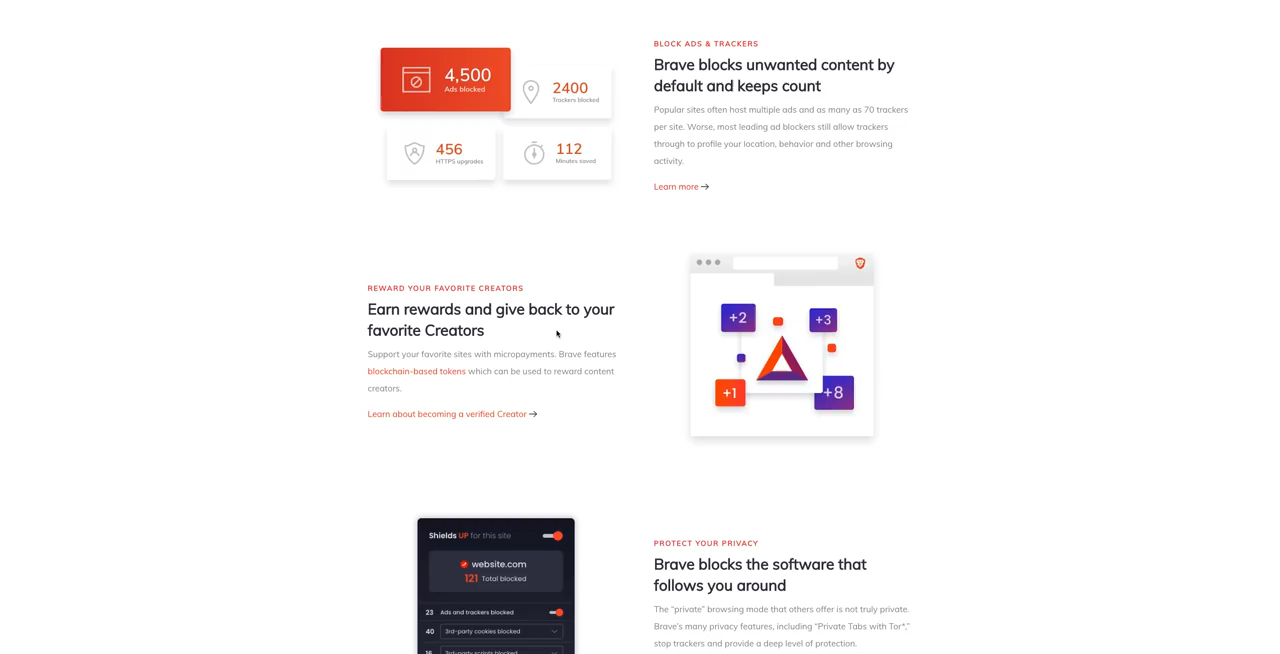 4,500
Ads blocked
2400
Trackers blocked
456
HTTPS upgrades
112
Minutes saved
BLOCK ADS & TRACKERS
Brave blocks unwanted content by
default and keeps count
Popular sites often host multiple ads and as many as 70 trackers
per site. Worse, most leading ad blockers still allow trackers
through to profile your location, behavior and other browsing
activity.
Learn more →
REWARD YOUR FAVORITE CREATORS
Earn rewards and give back to your
favorite Creators
Support your favorite sites with micropayments. Brave features
blockchain-based tokens which can be used to reward content
creators.
Learn about becoming a verified Creator →
+2
+3
+1
+8
Shields UP for this site
website.com
121 Total blocked
23 Ads and trackers blocked
40 3rd-party cookies blocked
16 3rd-party scripts blocked
PROTECT YOUR PRIVACY
Brave blocks the software that
follows you around
The “private” browsing mode that others offer is not truly private.
Brave’s many privacy features, including “Private Tabs with Tor*,”
stop trackers and provide a deep level of protection.